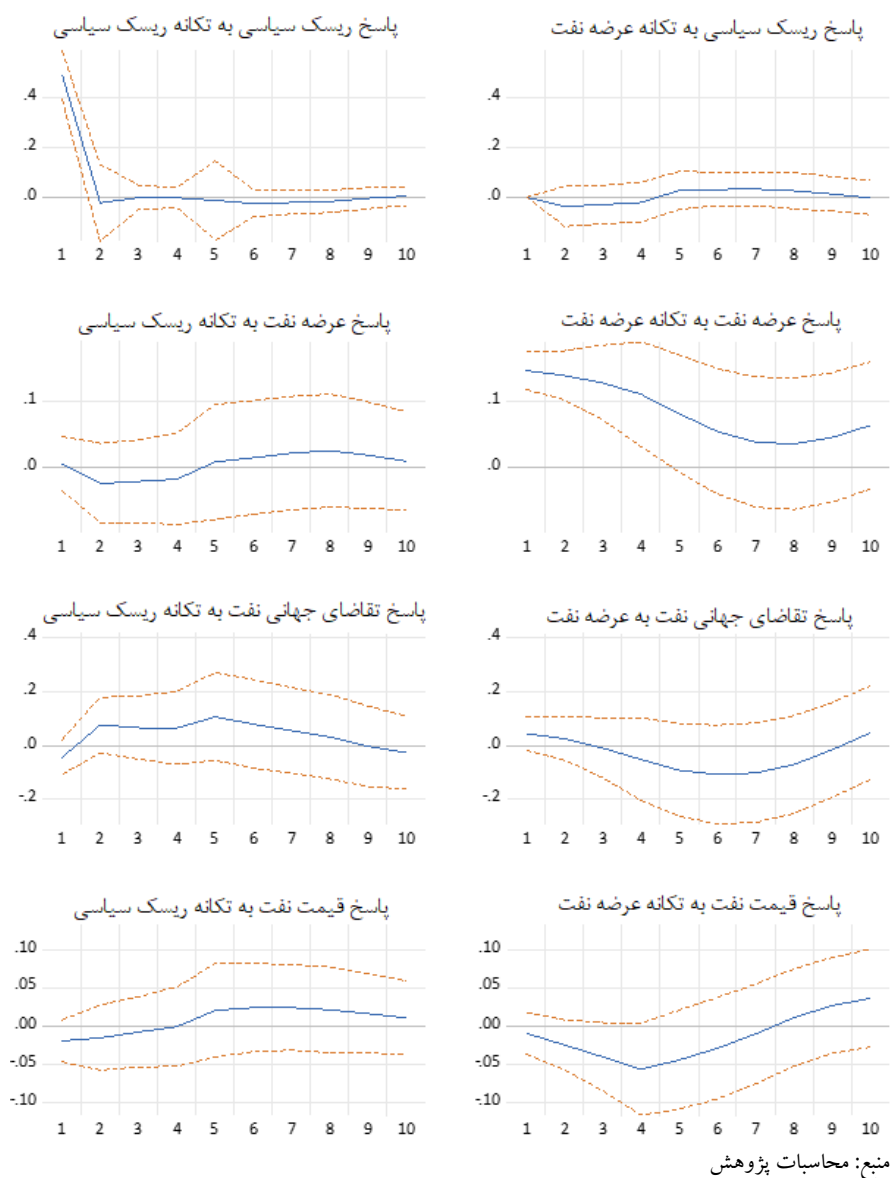 پاسخ ریسک سیاسی به تکانه ریسک سیاسی
.4
.2
.0
1 2 3 4 5 6 7 8 9 10
پاسخ ریسک سیاسی به تکانه عرضه نفت
.4
.2
.0
1 2 3 4 5 6 7 8 9 10
پاسخ عرضه نفت به تکانه ریسک سیاسی
.1
.0
1 2 3 4 5 6 7 8 9 10
پاسخ عرضه نفت به تکانه عرضه نفت
.1
.0
1 2 3 4 5 6 7 8 9 10
پاسخ تقاضای جهانی نفت به تکانه ریسک سیاسی
.4
.2
.0
-.2
1 2 3 4 5 6 7 8 9 10
پاسخ تقاضای جهانی نفت به عرضه نفت
.4
.2
.0
-.2
1 2 3 4 5 6 7 8 9 10
پاسخ قیمت نفت به تکانه ریسک سیاسی
.10
.05
.00
-.05
-.10
1 2 3 4 5 6 7 8 9 10
پاسخ قیمت نفت به تکانه عرضه نفت
.10
.05
.00
-.05
-.10
1 2 3 4 5 6 7 8 9 10
منبع: محاسبات پژوهش